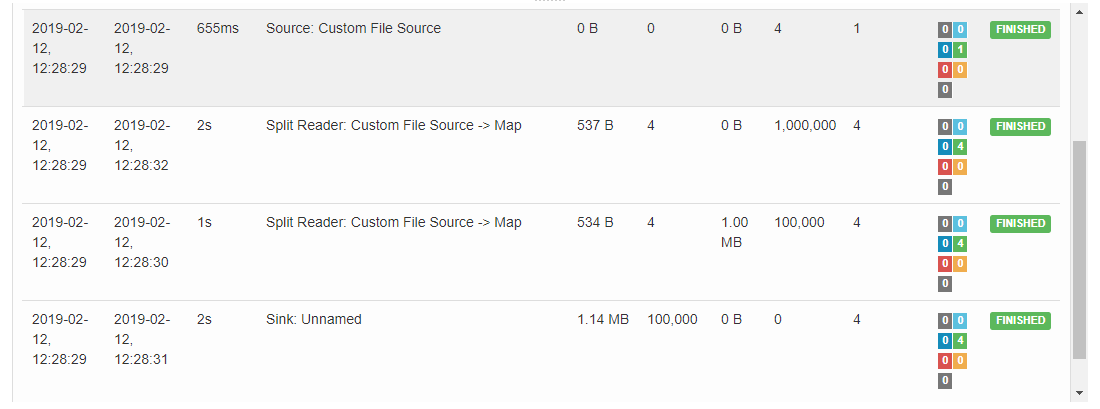 2019-02- 2019-02- 655ms Source: Custom File Source 0 B 0 0 B 4 1 0 0 FINISHED
12, 12, 0 1
12:28:29 12:28:29 0 0
0
2019-02- 2019-02- 2s Split Reader: Custom File Source -> Map 537 B 4 0 B 1,000,000 4 0 0 FINISHED
12, 12, 0 4
12:28:29 12:28:32 0 0
0
2019-02- 2019-02- 1s Split Reader: Custom File Source -> Map 534 B 4 1.00 100,000 4 0 0 FINISHED
12, 12, MB 0 4
12:28:29 12:28:30 0 0
0
2019-02- 2019-02- 2s Sink: Unnamed 1.14 MB 100,000 0 B 0 4 0 0 FINISHED
12, 12, 0 4
12:28:29 12:28:31 0 0
0